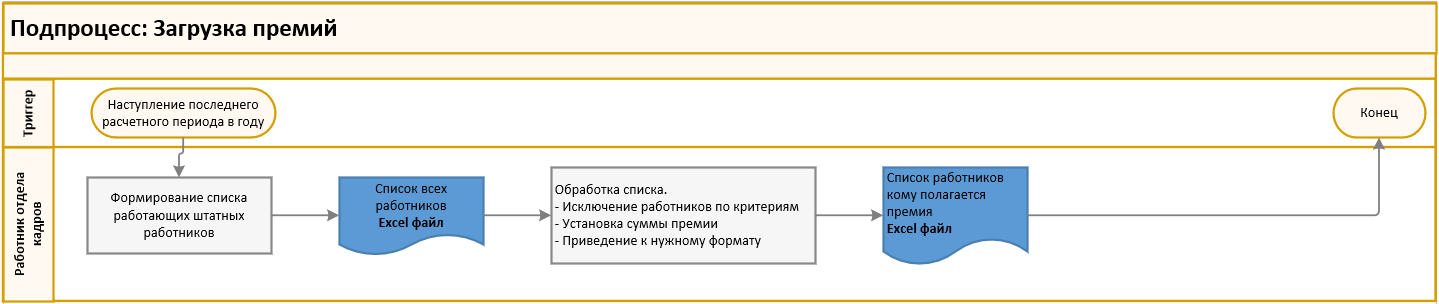 Подпроцесс: Загрузка премий
Триггер
Наступление последнего
расчетного периода в году
Конец
Работник отдела
кадров
Формирование списка
работающих штатных
работников
Список всех
работников
Excel файл
Обработка списка.
- Исключение работников по критериям
- Установка суммы премии
- Приведение к нужному формату
Список работников
кому полагается
премия
Excel файл